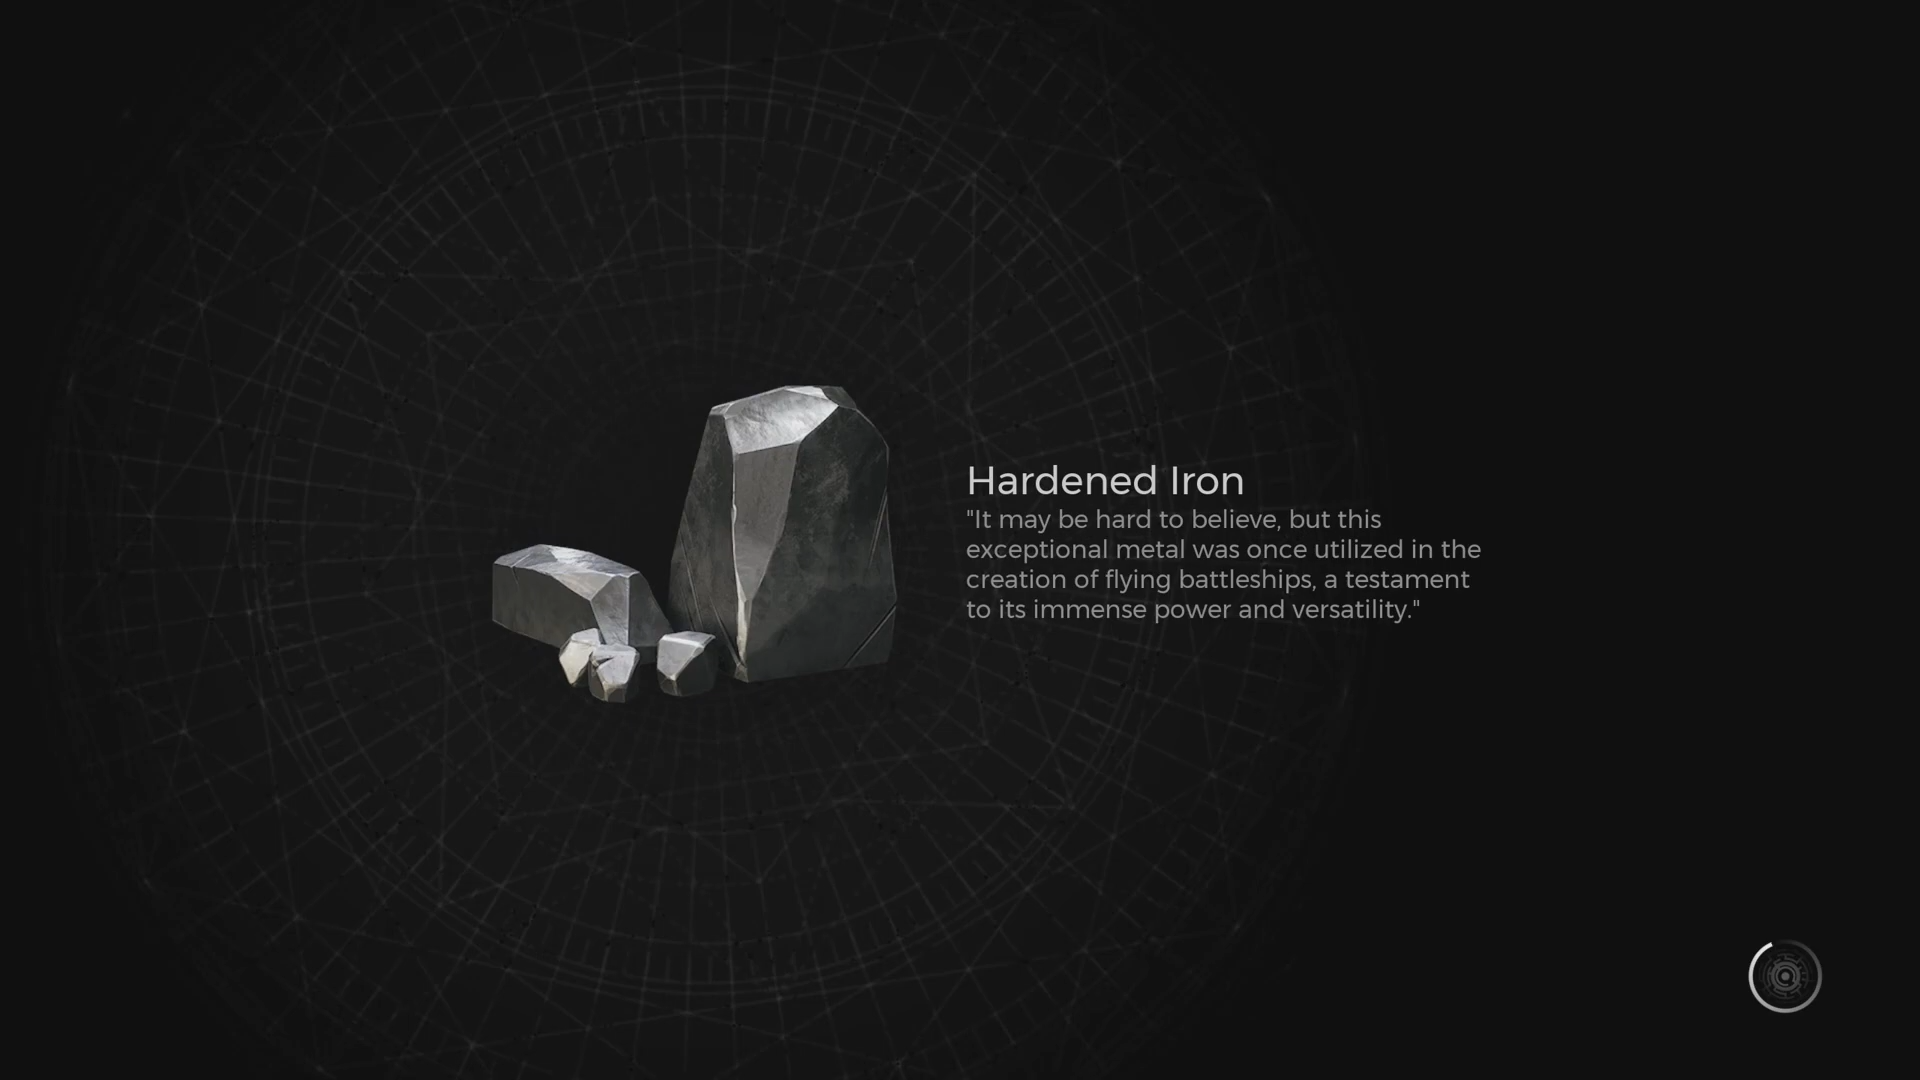 Hardened Iron
"It may be hard to believe, but this
exceptional metal was once utilized in the
creation of flying battleships, a testament
to its immense power and versatility."